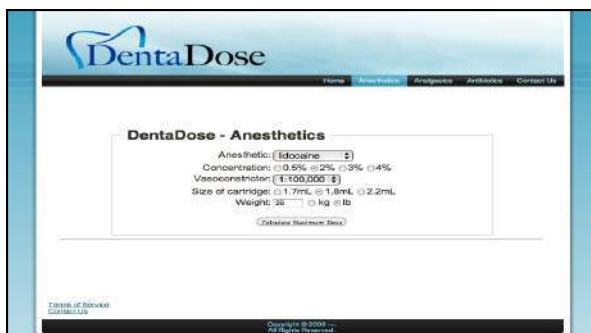 DentaDose
Home Anesthetics Analgesics Antibiotics Contact Us
DentaDose - Anesthetics
Anesthetic: lidocaine
Concentration: 0.5% 2% 3% 4%
Vasoconstrictor: 1:100,000
Size of cartridge: 1.7mL 1.8mL 2.2mL
Weight: kg lb
Calculate Maximum Dose
Terms of Service
Contact Us
Copyright © 2008
All Rights Reserved